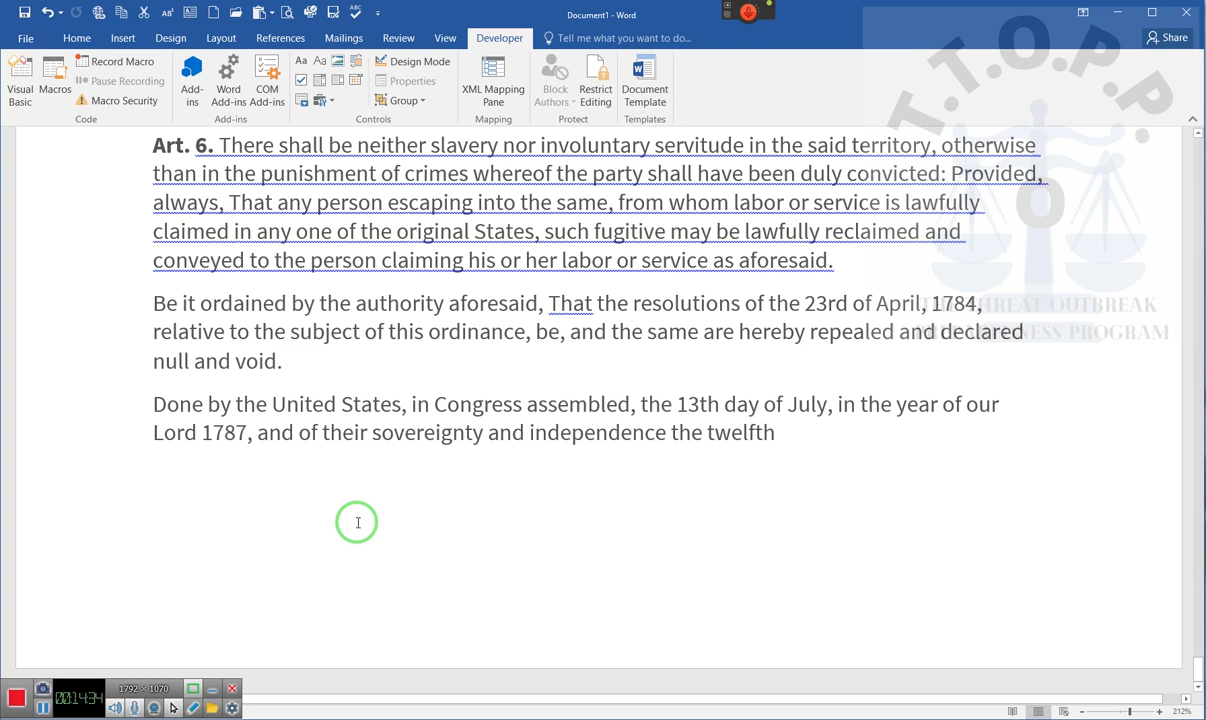 Document1 - Word
File Home Insert Design Layout References Mailings Review View Developer Tell me what you want to do... Share
Visual Basic
Macros
Record Macro
Pause Recording
Macro Security
Code
Add-ins
Word Add-ins
COM Add-ins
Add-ins
Design Mode
Properties
Group
Controls
XML Mapping Pane
Mapping
Block Authors
Restrict Editing
Protect
Document Template
Templates
T.T.O.P.P.
Art. 6. There shall be neither slavery nor involuntary servitude in the said territory, otherwise
than in the punishment of crimes whereof the party shall have been duly convicted: Provided,
always, That any person escaping into the same, from whom labor or service is lawfully
claimed in any one of the original States, such fugitive may be lawfully reclaimed and
conveyed to the person claiming his or her labor or service as aforesaid.
Be it ordained by the authority aforesaid, That the resolutions of the 23rd of April, 1784,
relative to the subject of this ordinance, be, and the same are hereby repealed and declared
null and void.
THREAT OUTBREAK
PROGRAM
Done by the United States, in Congress assembled, the 13th day of July, in the year of our
Lord 1787, and of their sovereignty and independence the twelfth
1792 × 1070
212%